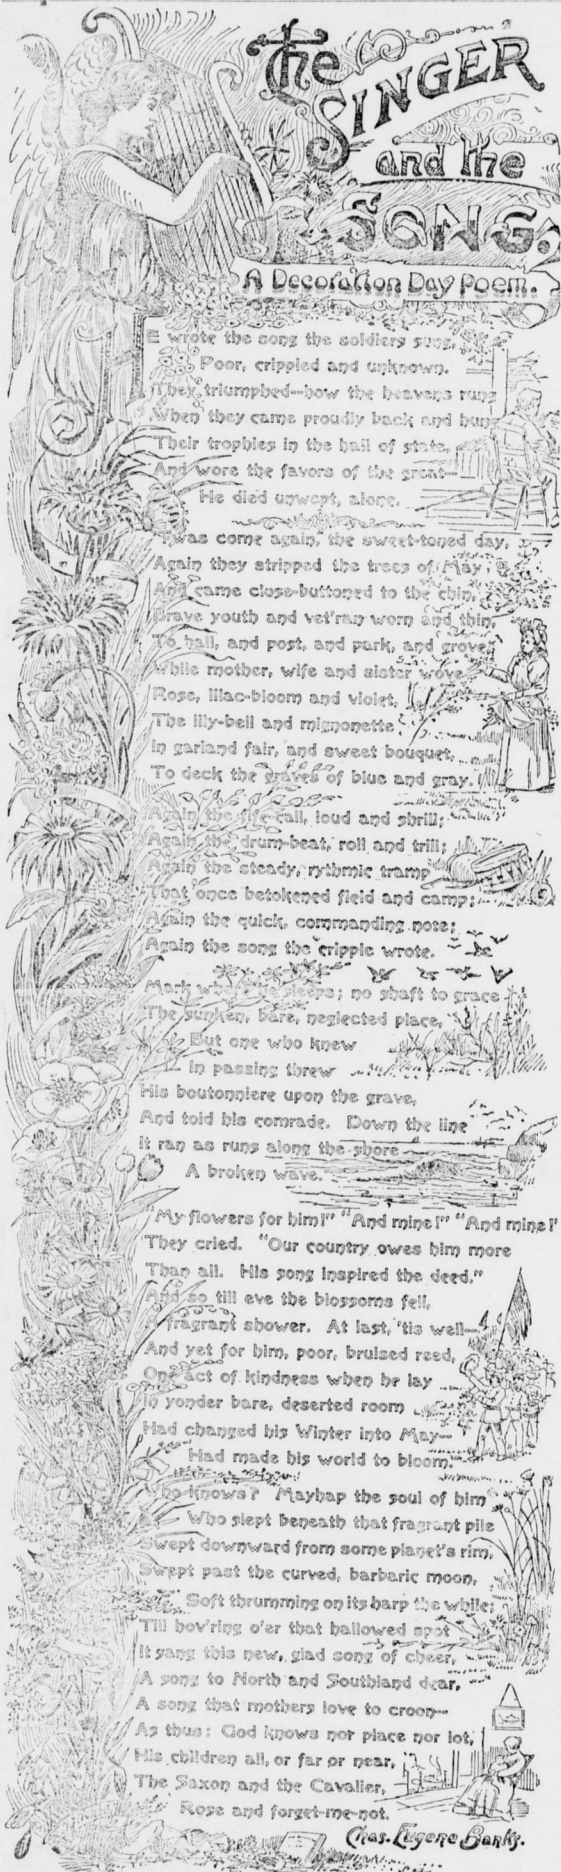 The
SINGER
and the
SONG:
A Decoration Day Poem.
HE wrote the song the soldiers sung,
Poor, crippled and unknown.
They triumphed—how the heavens rung
When they came proudly back and hung
Their trophies in the hall of state,
And wore the favors of the great—
He died unwept, alone.
'Twas come again, the sweet-toned day,
Again they stripped the trees of May,
And came close-buttoned to the chin,
Brave youth and vet'ran worn and thin,
To hall, and post, and park, and grove,
While mother, wife and sister wove
Rose, lilac-bloom and violet,
The lily-bell and mignonette
In garland fair, and sweet bouquet,
To deck the graves of blue and gray.
Again the fife-call, loud and shrill;
Again the drum-beat, roll and trill;
Again the steady, rythmic tramp
That once betokened field and camp;
Again the quick, commanding note;
Again the song the cripple wrote.
Mark where he sleeps; no shaft to grace
The sunken, bare, neglected place,
But one who knew
In passing threw
His boutonniere upon the grave,
And told his comrade. Down the line
It ran as runs along the shore
A broken wave.
"My flowers for him!" "And mine!" "And mine!"
They cried. "Our country owes him more
Than all. His song inspired the deed."
And so till eve the blossoms fell,
A fragrant shower. At last, 'tis well—
And yet for him, poor, bruised reed,
One act of kindness when he lay
In yonder bare, deserted room
Had changed his Winter into May—
Had made his world to bloom.
Who knows? Mayhap the soul of him
Who slept beneath that fragrant pile
Swept downward from some planet's rim,
Swept past the curved, barbaric moon,
Soft thrumming on its harp the while;
Till hov'ring o'er that hallowed spot
It sang this new, glad song of cheer,
A song to North and Southland dear,
A song that mothers love to croon—
As thus: God knows nor place nor lot,
His children all, or far or near,
The Saxon and the Cavalier,
Rose and forget-me-not.
Chas. Eugene Banks.